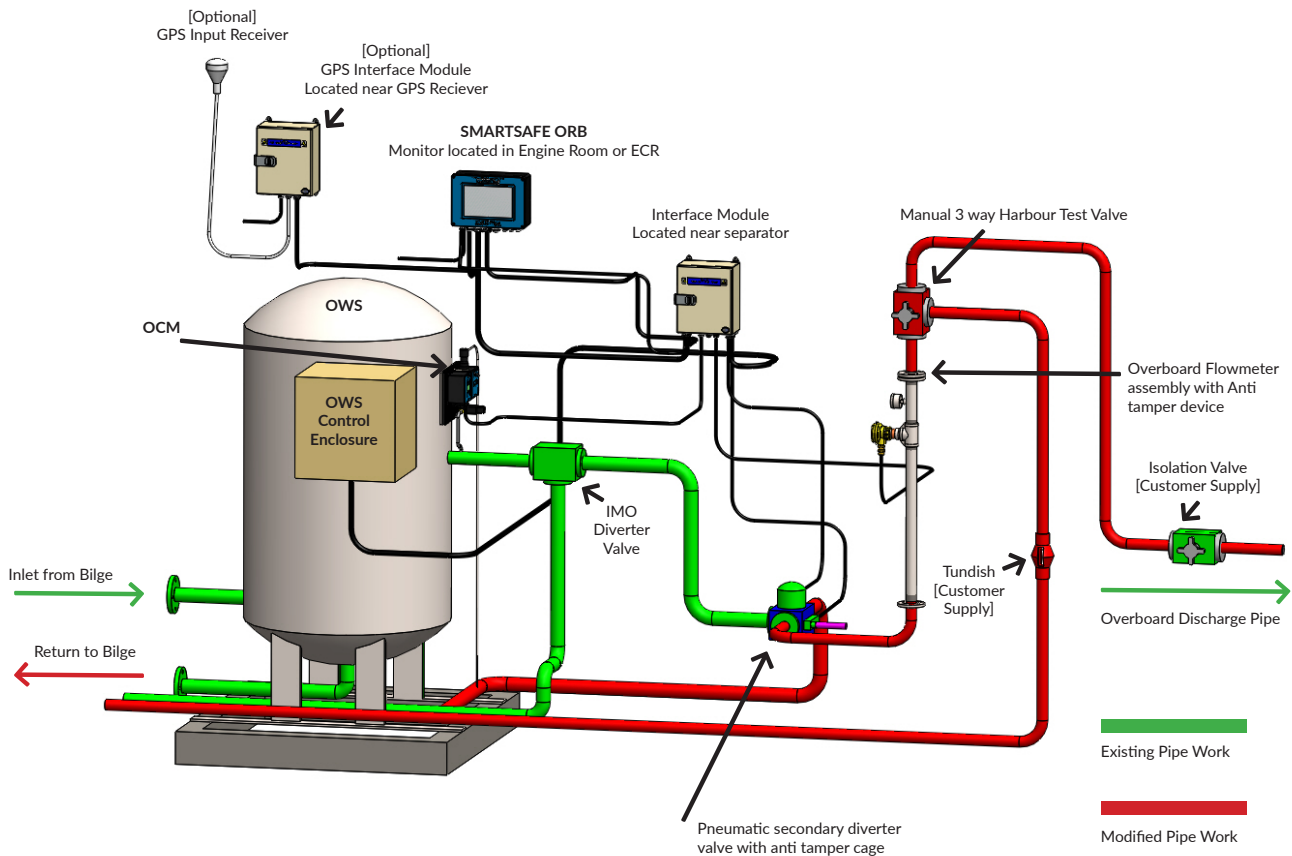 [Optional]
GPS Input Receiver
[Optional]
GPS Interface Module
Located near GPS Reciever
SMARTSAFE ORB
Monitor located in Engine Room or ECR
Interface Module
Located near separator
Manual 3 way Harbour Test Valve
OWS
OCM
OWS
Control
Enclosure
Overboard Flowmeter
assembly with Anti
tamper device
Isolation Valve
[Customer Supply]
IMO
Diverter
Valve
Inlet from Bilge
Tundish
[Customer
Supply]
Overboard Discharge Pipe
Return to Bilge
Existing Pipe Work
Pneumatic secondary diverter
valve with anti tamper cage
Modified Pipe Work